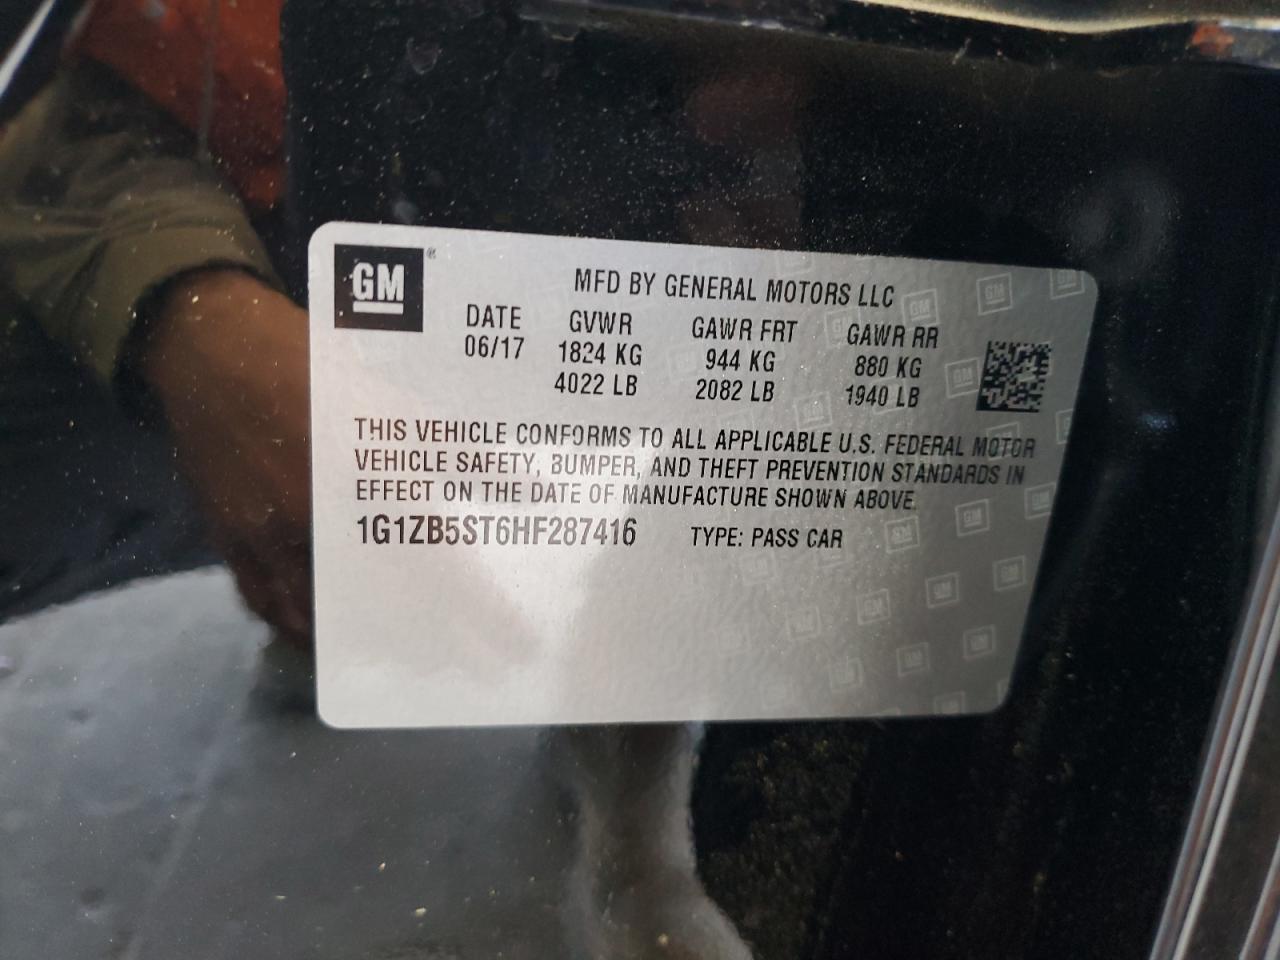 GM®
MFD BY GENERAL MOTORS LLC
DATE GVWR GAWR FRT GAWR RR
06/17 1824 KG 944 KG 880 KG
4022 LB 2082 LB 1940 LB
THIS VEHICLE CONFORMS TO ALL APPLICABLE U.S. FEDERAL MOTOR
VEHICLE SAFETY, BUMPER, AND THEFT PREVENTION STANDARDS IN
EFFECT ON THE DATE OF MANUFACTURE SHOWN ABOVE.
1G1ZB5ST6HF287416 TYPE: PASS CAR